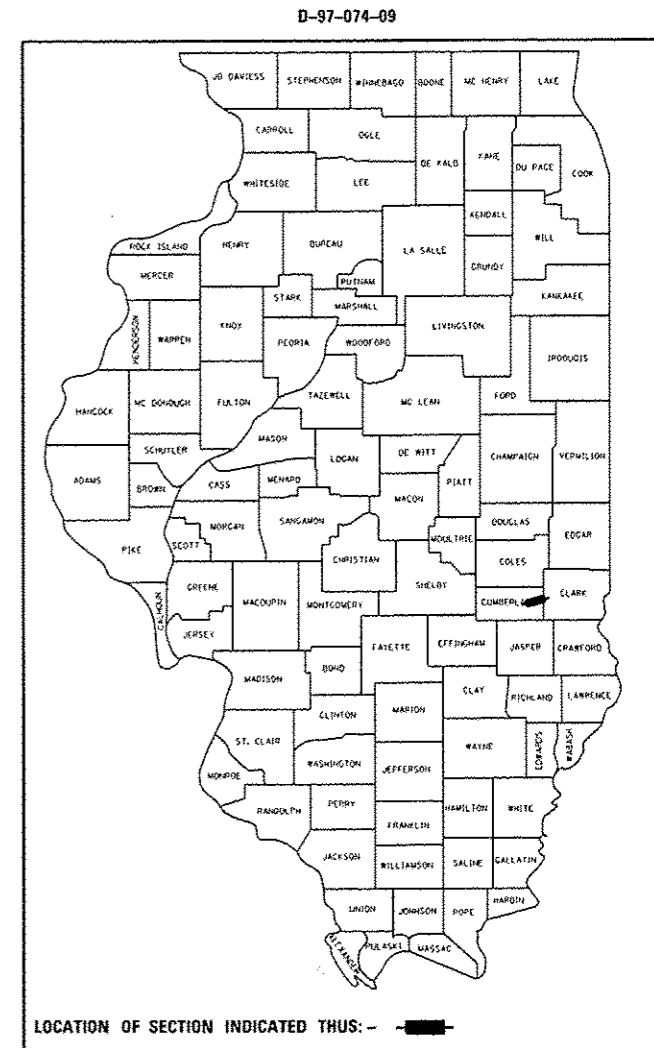 D-97-074-09
JO DAVIESS STEPHENSON WINNEBAGO BOONE MC HENRY LAKE
CARROLL OGLE DE KALB KANE DU PAGE COOK
WHITESIDE LEE
KENDALL WILL
ROCK ISLAND HENRY BUREAU LA SALLE GRUNDY
MERCER PUTNAM KANKAKEE
STARK MARSHALL
HENDERSON WARREN KNOX PEORIA WOODFORD LIVINGSTON IROQUOIS
HANCOCK MC DONOUGH FULTON TAZEWELL MC LEAN FORD
MASON
SCHUYLER LOGAN DE WITT CHAMPAIGN VERMILION
ADAMS BROWN CASS MENARD PIATT
MACON
MORGAN SANGAMON DOUGLAS
PIKE SCOTT CHRISTIAN MOULTRIE EDGAR
COLES
CALHOUN GREENE MACOUPIN MONTGOMERY SHELBY CUMBERL CLARK
JERSEY FAYETTE EFFINGHAM JASPER CRAWFORD
MADISON BOND
CLAY RICHLAND LAWRENCE
CLINTON MARION
ST. CLAIR WAYNE EDWARDS WABASH
MONROE WASHINGTON JEFFERSON
RANDOLPH PERRY HAMILTON WHITE
FRANKLIN
JACKSON WILLIAMSON SALINE GALLATIN
UNION JOHNSON POPE HARDIN
ALEXANDER PULASKI MASSAC
LOCATION OF SECTION INDICATED THUS: -